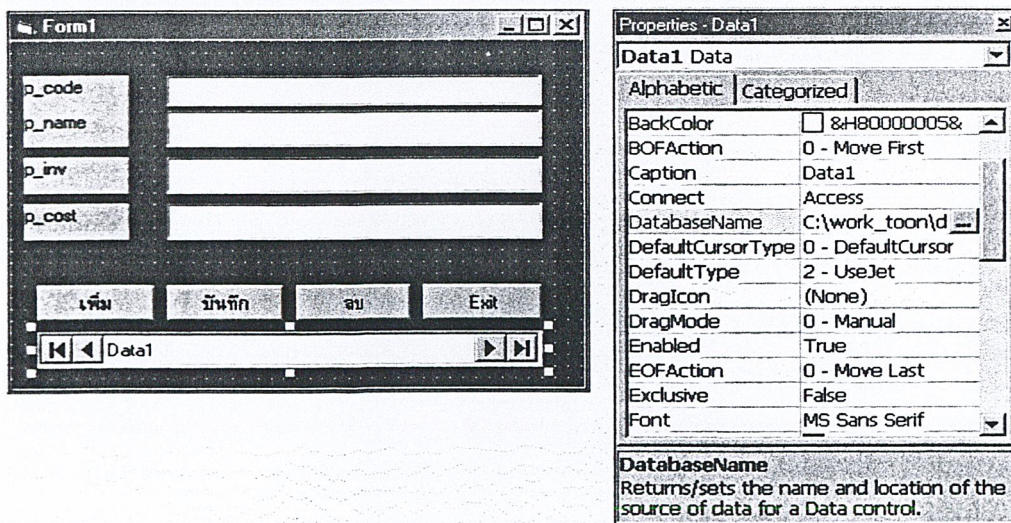 Form1
p_code
p_name
p_inv
p_cost
เพิ่ม
บันทึก
ลบ
Exit
Data1
Properties - Data1
Data1 Data
Alphabetic
Categorized
BackColor &H80000005&
BOFAction 0 - Move First
Caption Data1
Connect Access
DatabaseName C:\work_toon\d ...
DefaultCursorType 0 - DefaultCursor
DefaultType 2 - UseJet
DragIcon (None)
DragMode 0 - Manual
Enabled True
EOFAction 0 - Move Last
Exclusive False
Font MS Sans Serif
DatabaseName
Returns/sets the name and location of the
source of data for a Data control.